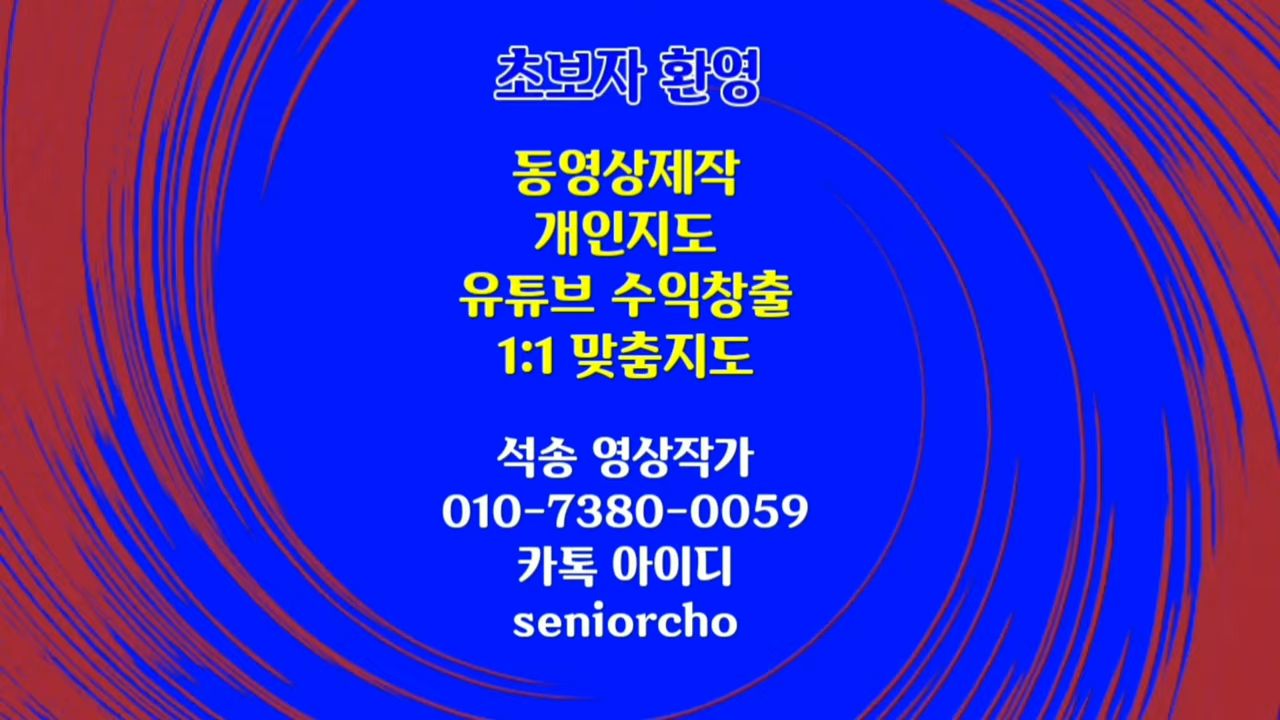 초보자 환영
동영상제작
개인지도
유튜브 수익창출
1:1 맞춤지도
석송 영상작가
010-7380-0059
카톡 아이디
seniorcho